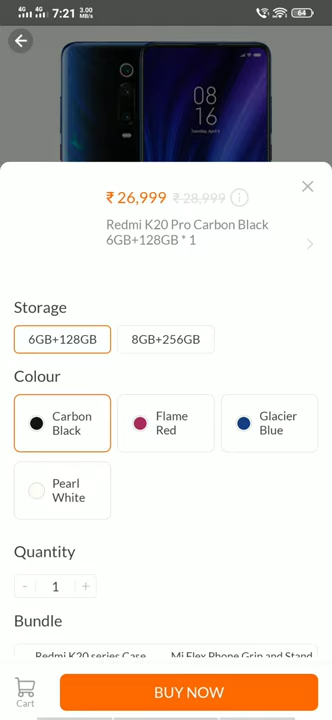 4G 4G 7:21 3.00 MB/s 64
08
16
₹ 26,999 ₹ 28,999
Redmi K20 Pro Carbon Black
6GB+128GB * 1
Storage
6GB+128GB 8GB+256GB
Colour
Carbon Black
Flame Red
Glacier Blue
Pearl White
Quantity
- 1 +
Bundle
Redmi K20 series Case Mi Flex Phone Grip and Stand
Cart
BUY NOW